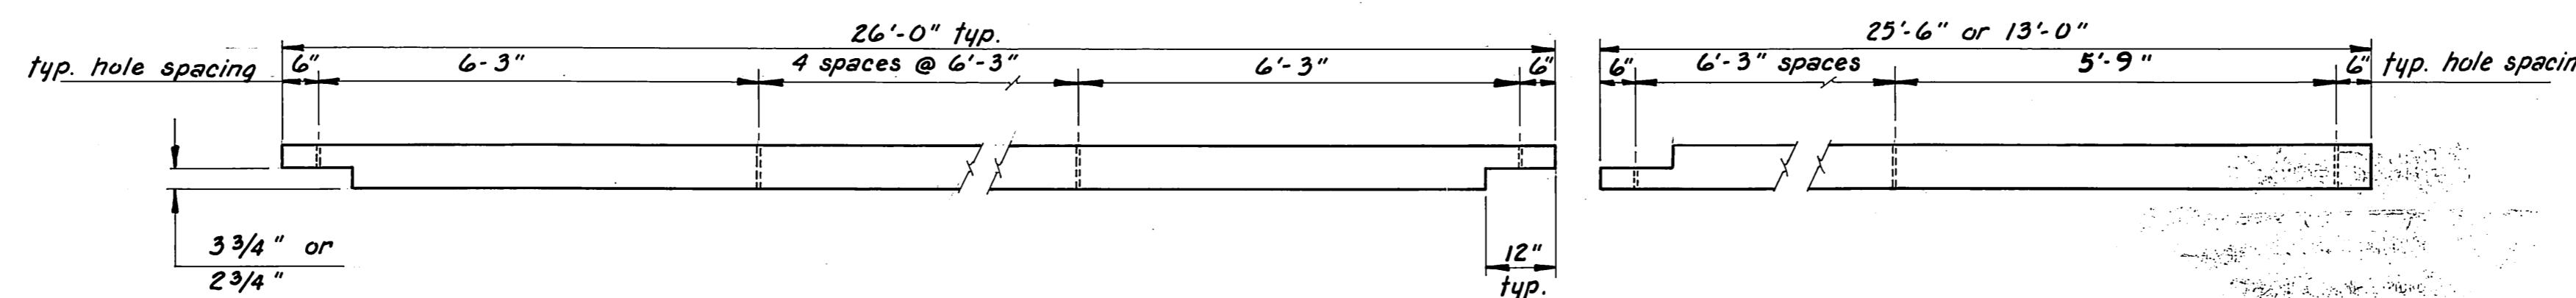 26'-0" typ.
25'-6" or 13'-0"
typ. hole spacing 6" 6-3" 4 spaces @ 6'-3" 6'-3" 6" 6" 6'-3" spaces 5'-9" 6" typ. hole spacin
3 3/4" or
2 3/4"
12"
typ.